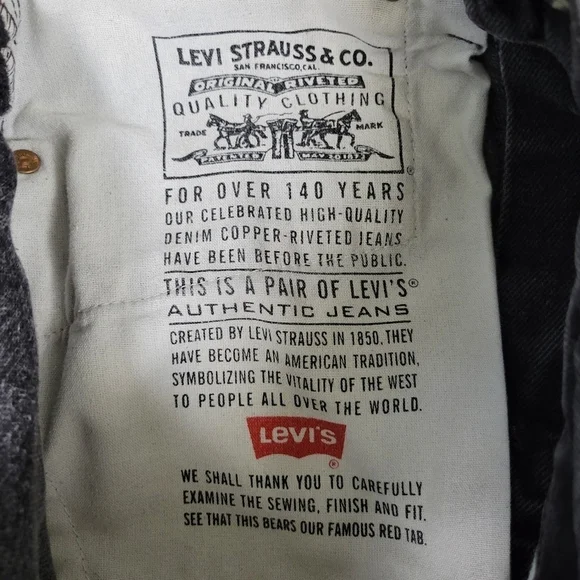 LEVI STRAUSS & CO.
SAN FRANCISCO, CAL.
ORIGINAL RIVETED
QUALITY CLOTHING
TRADE MARK
PATENTED MAY 20 1873
®
FOR OVER 140 YEARS
OUR CELEBRATED HIGH-QUALITY
DENIM COPPER-RIVETED JEANS
HAVE BEEN BEFORE THE PUBLIC.
THIS IS A PAIR OF LEVI'S®
AUTHENTIC JEANS
CREATED BY LEVI STRAUSS IN 1850. THEY
HAVE BECOME AN AMERICAN TRADITION,
SYMBOLIZING THE VITALITY OF THE WEST
TO PEOPLE ALL OVER THE WORLD.
Levi's
®
WE SHALL THANK YOU TO CAREFULLY
EXAMINE THE SEWING, FINISH AND FIT.
SEE THAT THIS BEARS OUR FAMOUS RED TAB.